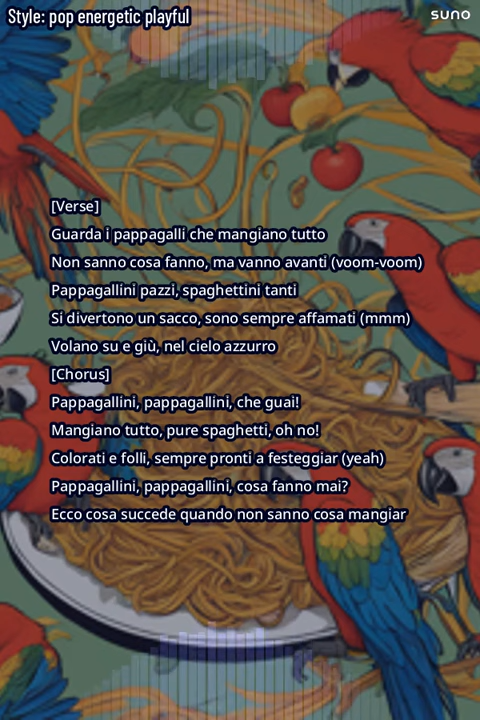 Style: pop energetic playful
suno
[Verse]
Guarda i pappagalli che mangiano tutto
Non sanno cosa fanno, ma vanno avanti (voom-voom)
Pappagallini pazzi, spaghettini tanti
Si divertono un sacco, sono sempre affamati (mmm)
Volano su e giù, nel cielo azzurro
[Chorus]
Pappagallini, pappagallini, che guai!
Mangiano tutto, pure spaghetti, oh no!
Colorati e folli, sempre pronti a festeggiar (yeah)
Pappagallini, pappagallini, cosa fanno mai?
Ecco cosa succede quando non sanno cosa mangiar